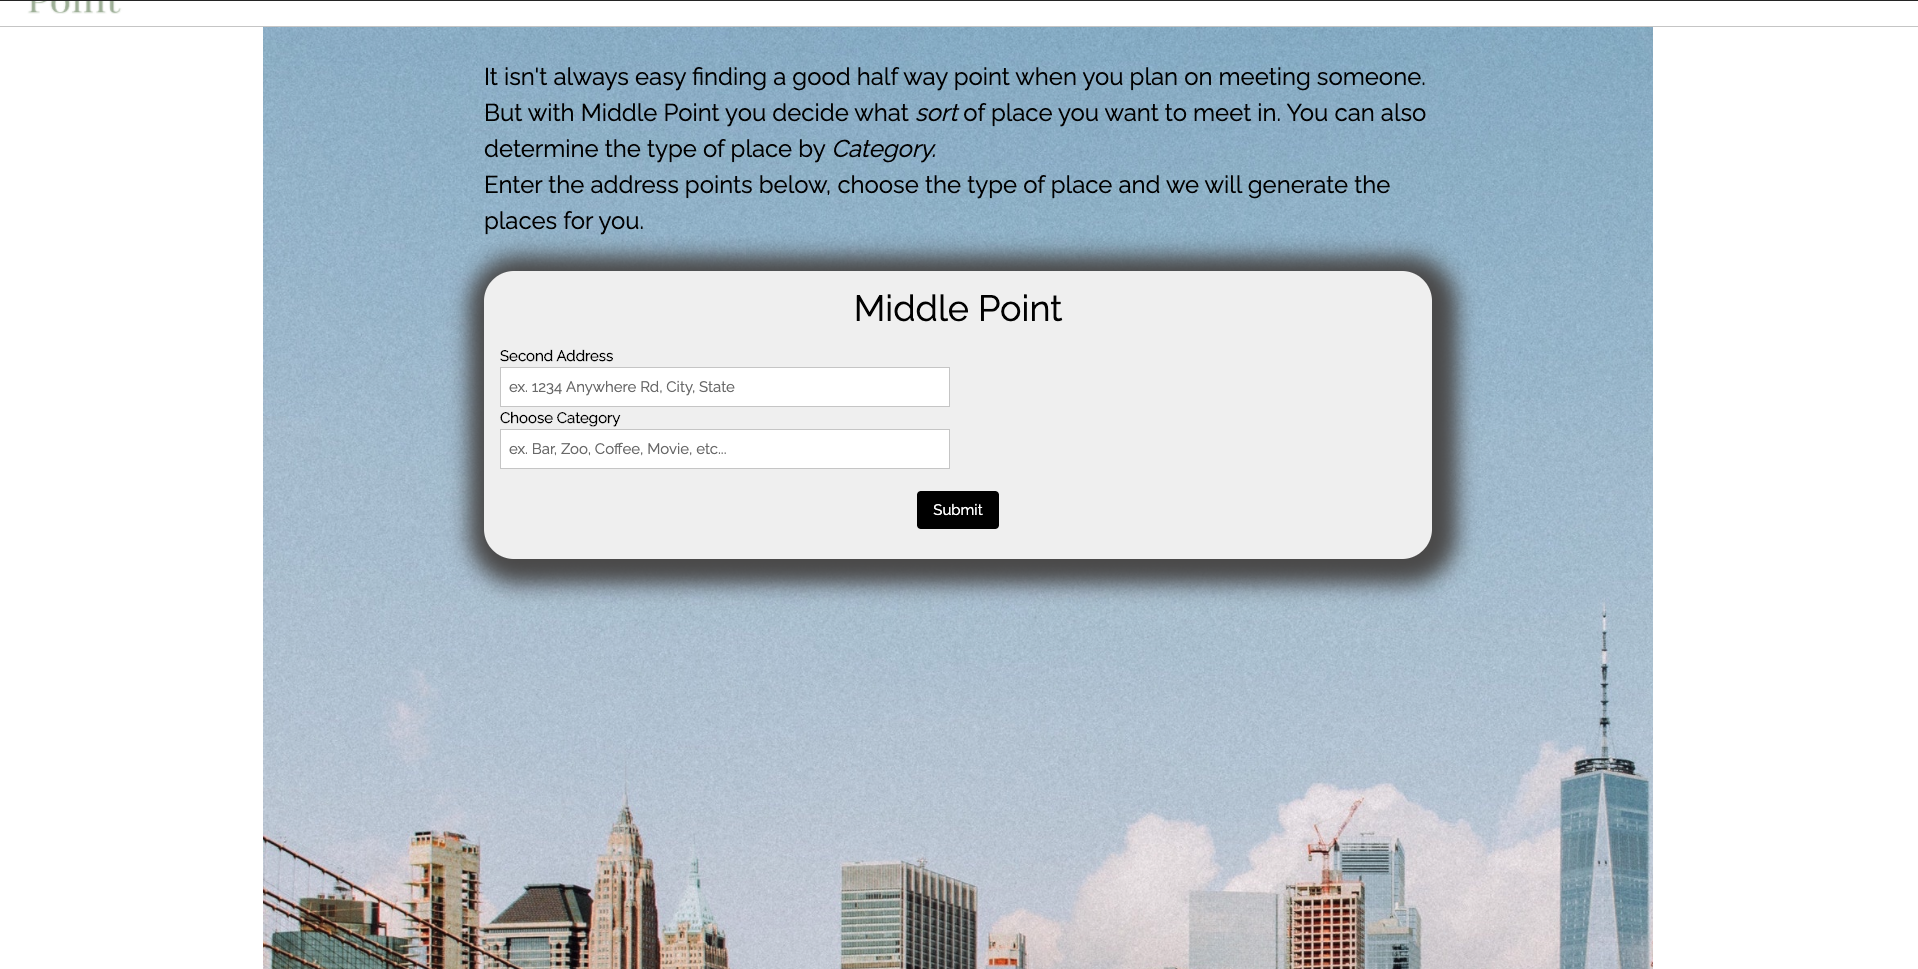 Point
It isn't always easy finding a good half way point when you plan on meeting someone.
But with Middle Point you decide what sort of place you want to meet in. You can also
determine the type of place by Category.
Enter the address points below, choose the type of place and we will generate the
places for you.
Middle Point
Second Address
ex. 1234 Anywhere Rd, City, State
Choose Category
ex. Bar, Zoo, Coffee, Movie, etc...
Submit